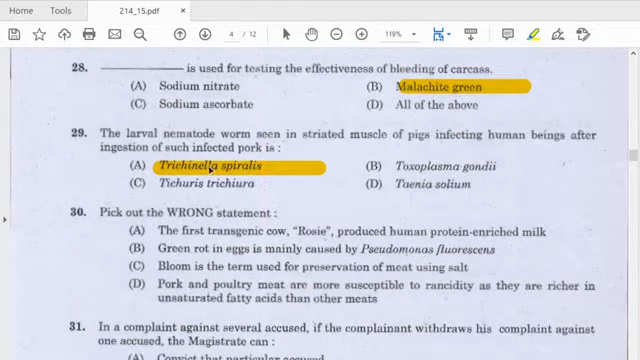 Home
Tools
214_15.pdf
×
4 / 12
119%
28. __________ is used for testing the effectiveness of bleeding of carcass.
(A) Sodium nitrate (B) Malachite green
(C) Sodium ascorbate (D) All of the above
29. The larval nematode worm seen in striated muscle of pigs infecting human beings after
ingestion of such infected pork is :
(A) Trichinella spiralis (B) Toxoplasma gondii
(C) Tichuris trichiura (D) Taenia solium
30. Pick out the WRONG statement :
(A) The first transgenic cow, "Rosie", produced human protein-enriched milk
(B) Green rot in eggs is mainly caused by Pseudomonas fluorescens
(C) Bloom is the term used for preservation of meat using salt
(D) Pork and poultry meat are more susceptible to rancidity as they are richer in
unsaturated fatty acids than other meats
31. In a complaint against several accused, if the complainant withdraws his complaint against
one accused, the Magistrate can :
(A) Convict that particular accused